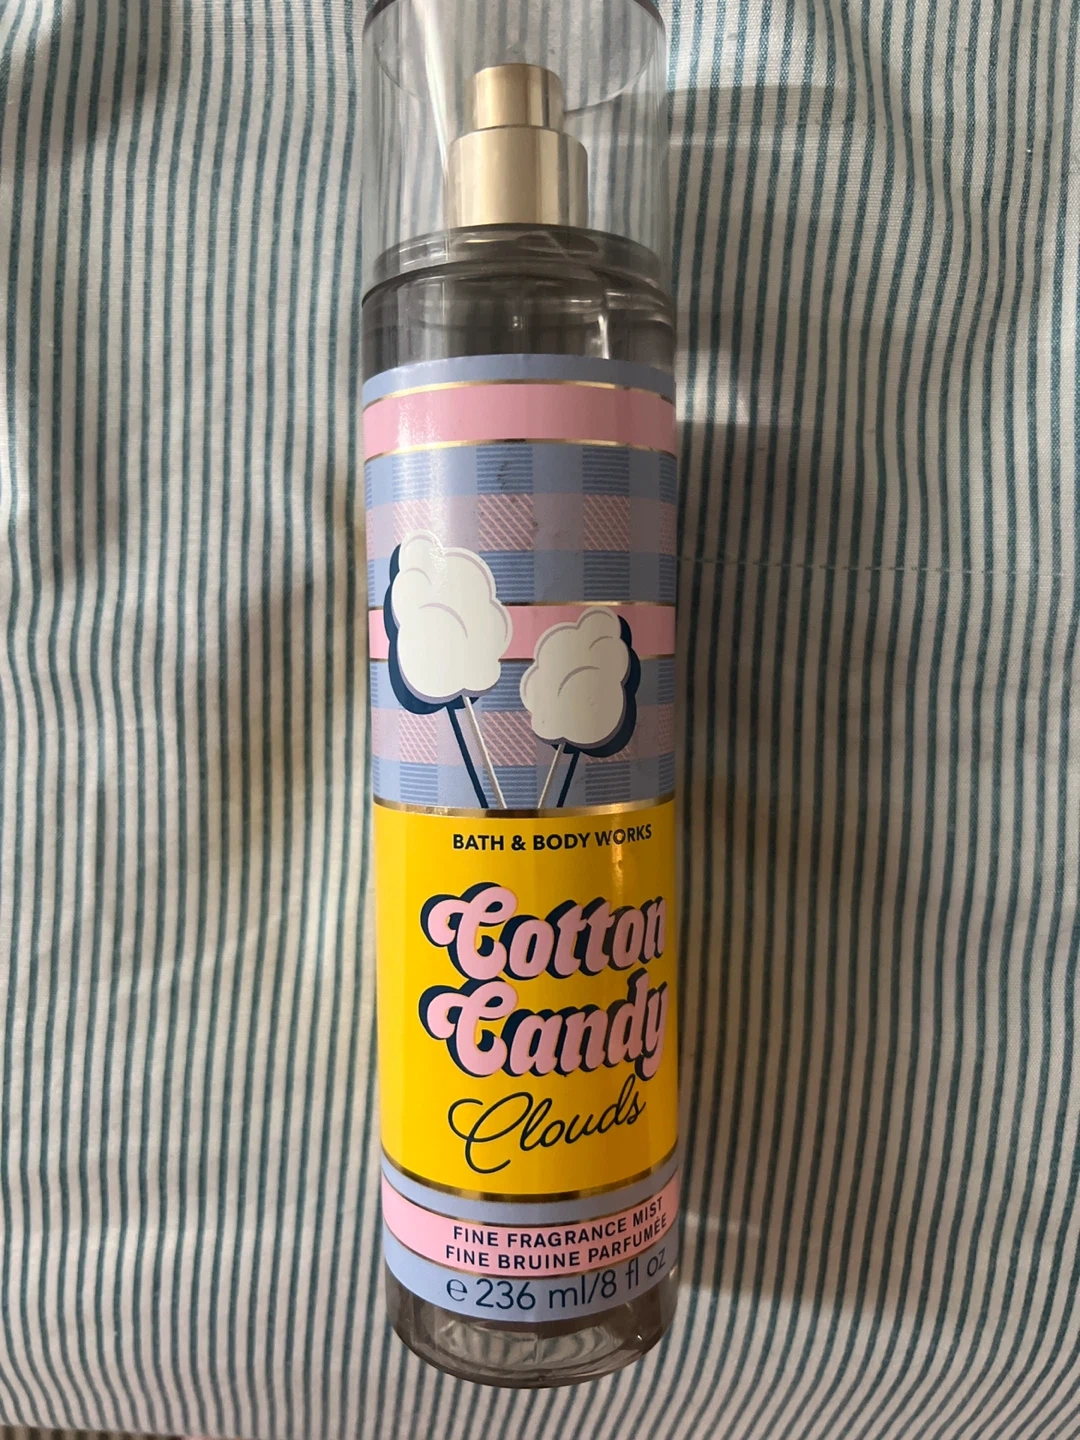 BATH & BODY WORKS
Cotton
Candy
Clouds
FINE FRAGRANCE MIST
FINE BRUINE PARFUMÉE
℮ 236 ml/8 fl oz